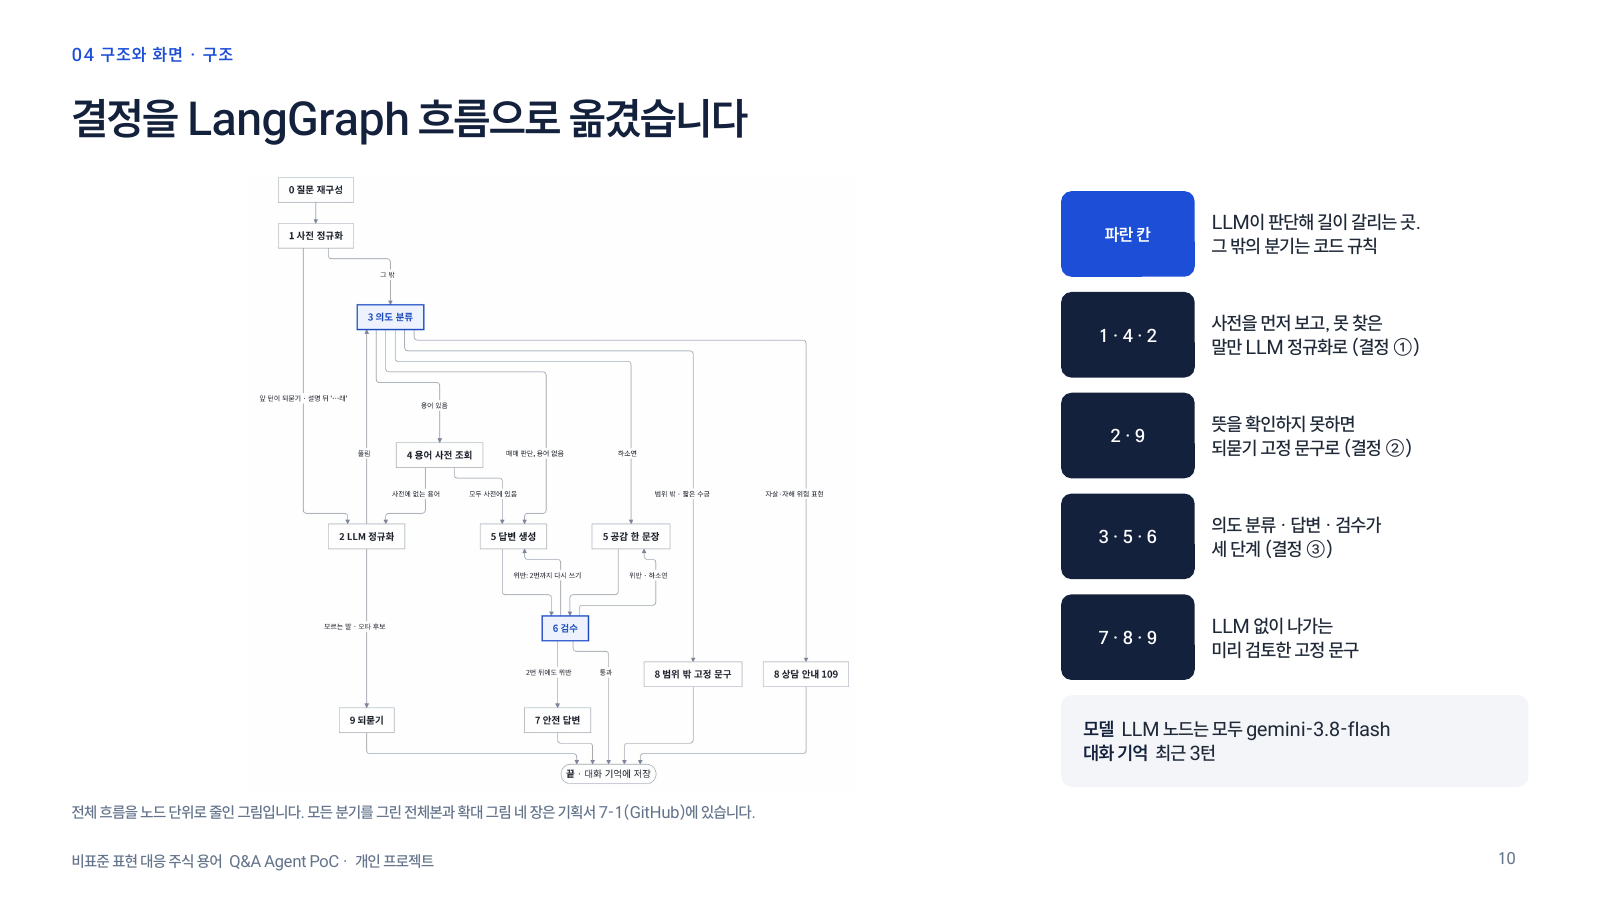 04 구조와 화면 · 구조
결정을 LangGraph 흐름으로 옮겼습니다
0 질문 재구성
1 사전 정규화
그 밖
3 의도 분류
앞 턴이 되묻기 · 설명 뒤 '…래'
용어 있음
풀림
4 용어 사전 조회
매매 판단, 용어 없음
하소연
사전에 없는 용어
모두 사전에 있음
범위 밖 · 짧은 수긍
자살·자해 위험 표현
2 LLM 정규화
5 답변 생성
5 공감 한 문장
위반: 2번까지 다시 쓰기
위반 · 하소연
모르는 말 · 오타 후보
6 검수
2번 뒤에도 위반
통과
8 범위 밖 고정 문구
8 상담 안내 109
9 되묻기
7 안전 답변
끝 · 대화 기억에 저장
파란 칸
LLM이 판단해 길이 갈리는 곳.
그 밖의 분기는 코드 규칙
1 · 4 · 2
사전을 먼저 보고, 못 찾은
말만 LLM 정규화로 (결정 ①)
2 · 9
뜻을 확인하지 못하면
되묻기 고정 문구로 (결정 ②)
3 · 5 · 6
의도 분류 · 답변 · 검수가
세 단계 (결정 ③)
7 · 8 · 9
LLM 없이 나가는
미리 검토한 고정 문구
모델 LLM 노드는 모두 gemini-3.8-flash
대화 기억 최근 3턴
전체 흐름을 노드 단위로 줄인 그림입니다. 모든 분기를 그린 전체본과 확대 그림 네 장은 기획서 7-1(GitHub)에 있습니다.
비표준 표현 대응 주식 용어 Q&A Agent PoC · 개인 프로젝트
10